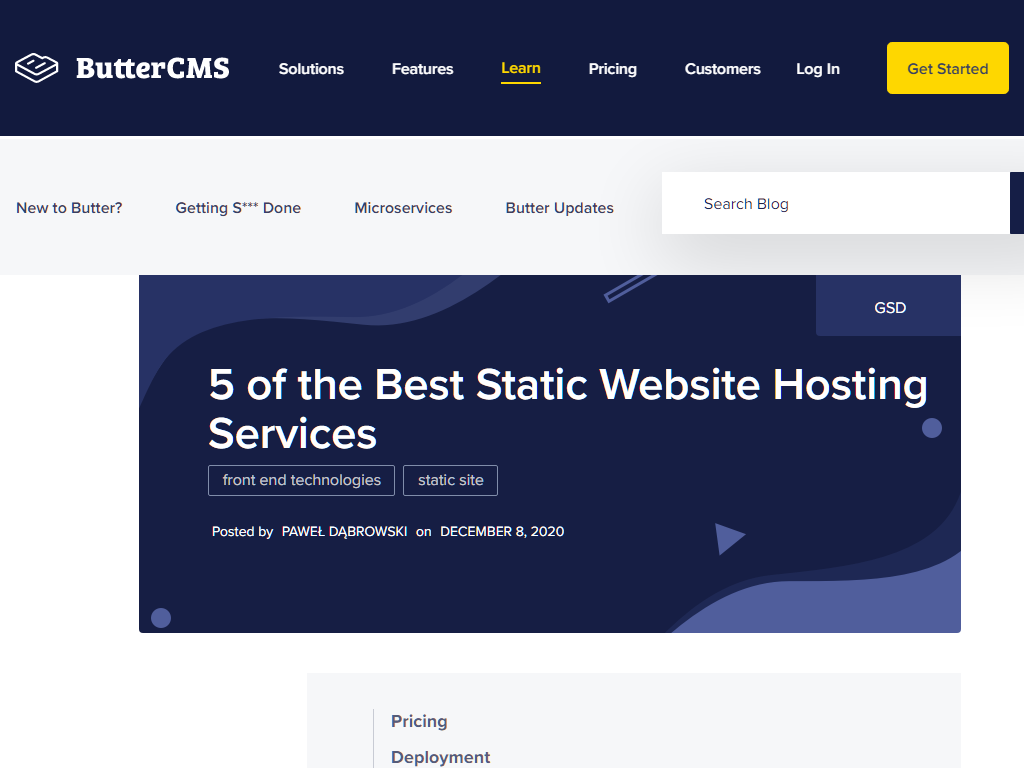 ButterCMS
Solutions
Features
Learn
Pricing
Customers
Log In
Get Started
New to Butter?
Getting S*** Done
Microservices
Butter Updates
Search Blog
GSD
5 of the Best Static Website Hosting
Services
front end technologies
static site
Posted by PAWEŁ DĄBROWSKI on DECEMBER 8, 2020
Pricing
Deployment